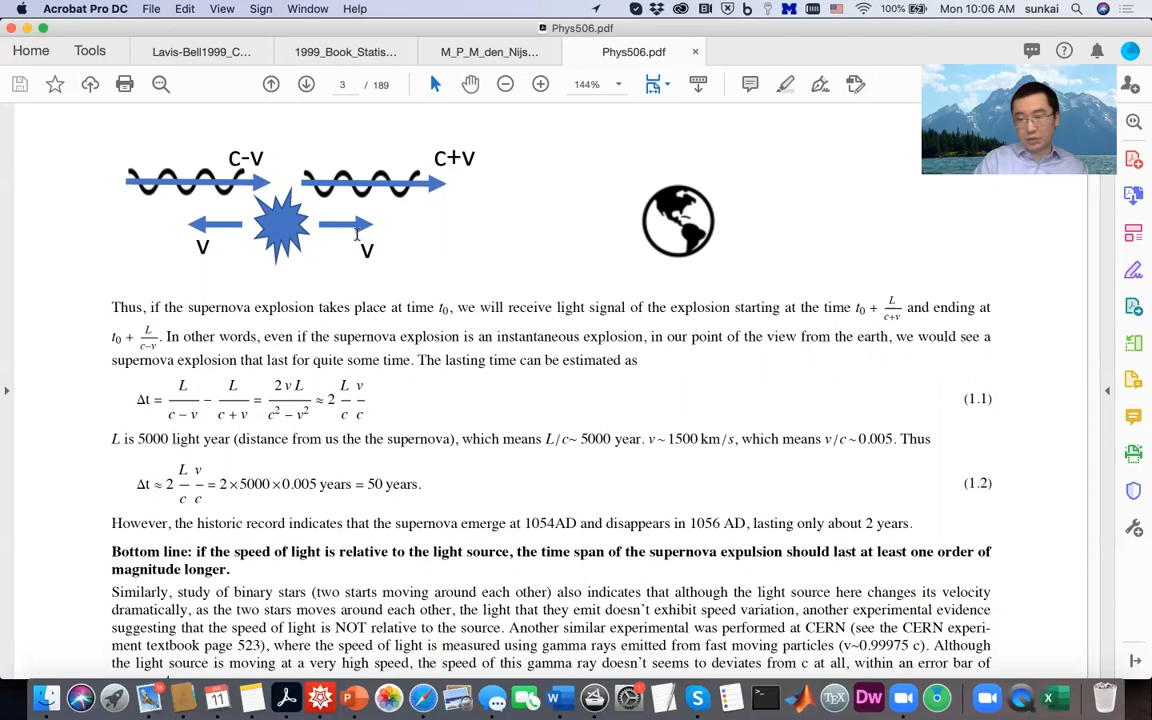 Acrobat Pro DC File Edit View Sign Window Help 100% Mon 10:06 AM sunkai
Phys506.pdf
Home Tools Lavis-Bell1999_C... 1999_Book_Statis... M_P_M_den_Nijs... Phys506.pdf ×
3 / 189 144%
c-v c+v
v v
Thus, if the supernova explosion takes place at time t₀, we will receive light signal of the explosion starting at the time t₀ + L/(c+v) and ending at
t₀ + L/(c−v). In other words, even if the supernova explosion is an instantaneous explosion, in our point of the view from the earth, we would see a
supernova explosion that last for quite some time. The lasting time can be estimated as
Δt = L/(c − v) − L/(c + v) = 2 v L/(c² − v²) ≈ 2 L/c v/c (1.1)
L is 5000 light year (distance from us the the supernova), which means L/c~ 5000 year. v~1500 km/s, which means v/c~0.005. Thus
Δt ≈ 2 L/c v/c = 2×5000×0.005 years = 50 years. (1.2)
However, the historic record indicates that the supernova emerge at 1054AD and disappears in 1056 AD, lasting only about 2 years.
Bottom line: if the speed of light is relative to the light source, the time span of the supernova expulsion should last at least one order of
magnitude longer.
Similarly, study of binary stars (two starts moving around each other) also indicates that although the light source here changes its velocity
dramatically, as the two stars moves around each other, the light that they emit doesn't exhibit speed variation, another experimental evidence
suggesting that the speed of light is NOT relative to the source. Another similar experimental was performed at CERN (see the CERN experi-
ment textbook page 523), where the speed of light is measured using gamma rays emitted from fast moving particles (v~0.99975 c). Although
the light source is moving at a very high speed, the speed of this gamma ray doesn't seems to deviates from c at all, within an error bar of